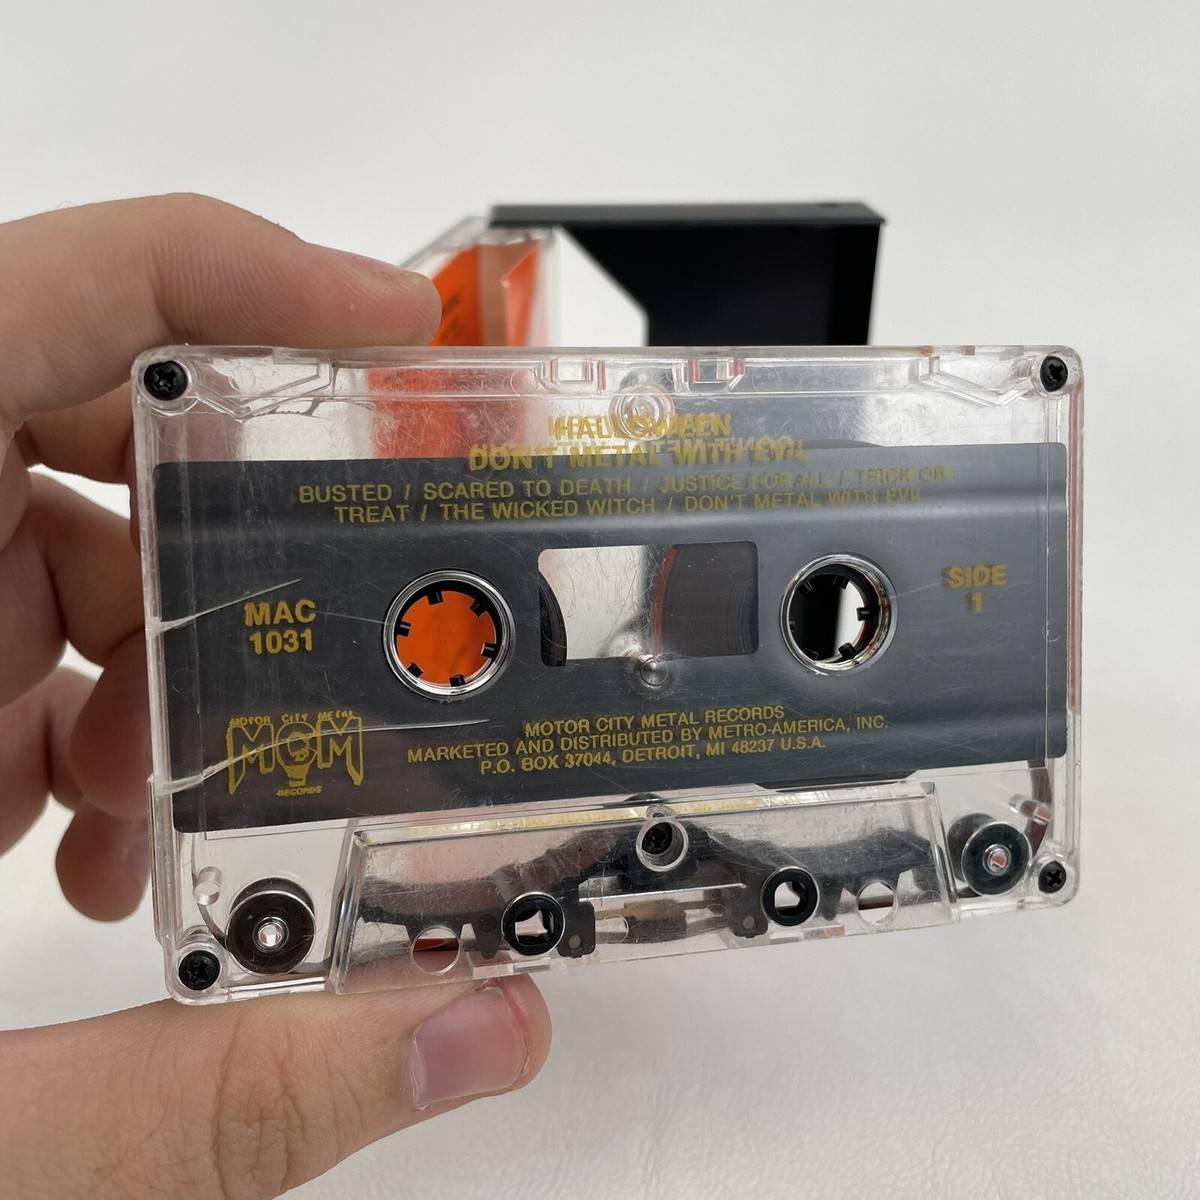 HALLOWEEN
DON'T METAL WITH EVIL
BUSTED / SCARED TO DEATH / JUSTICE FOR ALL / TRICK OR
TREAT / THE WICKED WITCH / DON'T METAL WITH EVIL
MAC
1031
SIDE
1
MOTOR CITY METAL
MCM
RECORDS
MOTOR CITY METAL RECORDS
MARKETED AND DISTRIBUTED BY METRO-AMERICA, INC.
P.O. BOX 37044, DETROIT, MI 48237 U.S.A.